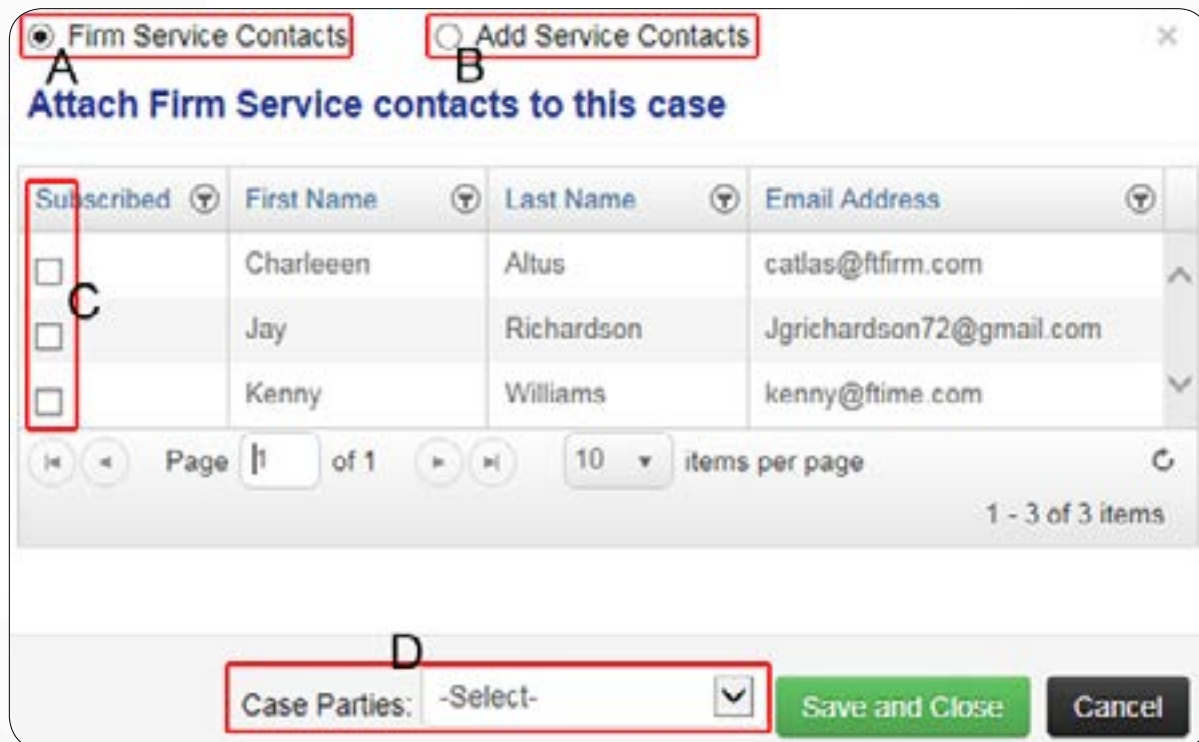 Firm Service Contacts Add Service Contacts
A B
Attach Firm Service contacts to this case
Subscribed First Name Last Name Email Address
Charleeen Altus catlas@ftfirm.com
C
Jay Richardson Jgrichardson72@gmail.com
Kenny Williams kenny@ftime.com
Page 1 of 1 10 items per page
1 - 3 of 3 items
D
Case Parties: -Select- Save and Close Cancel